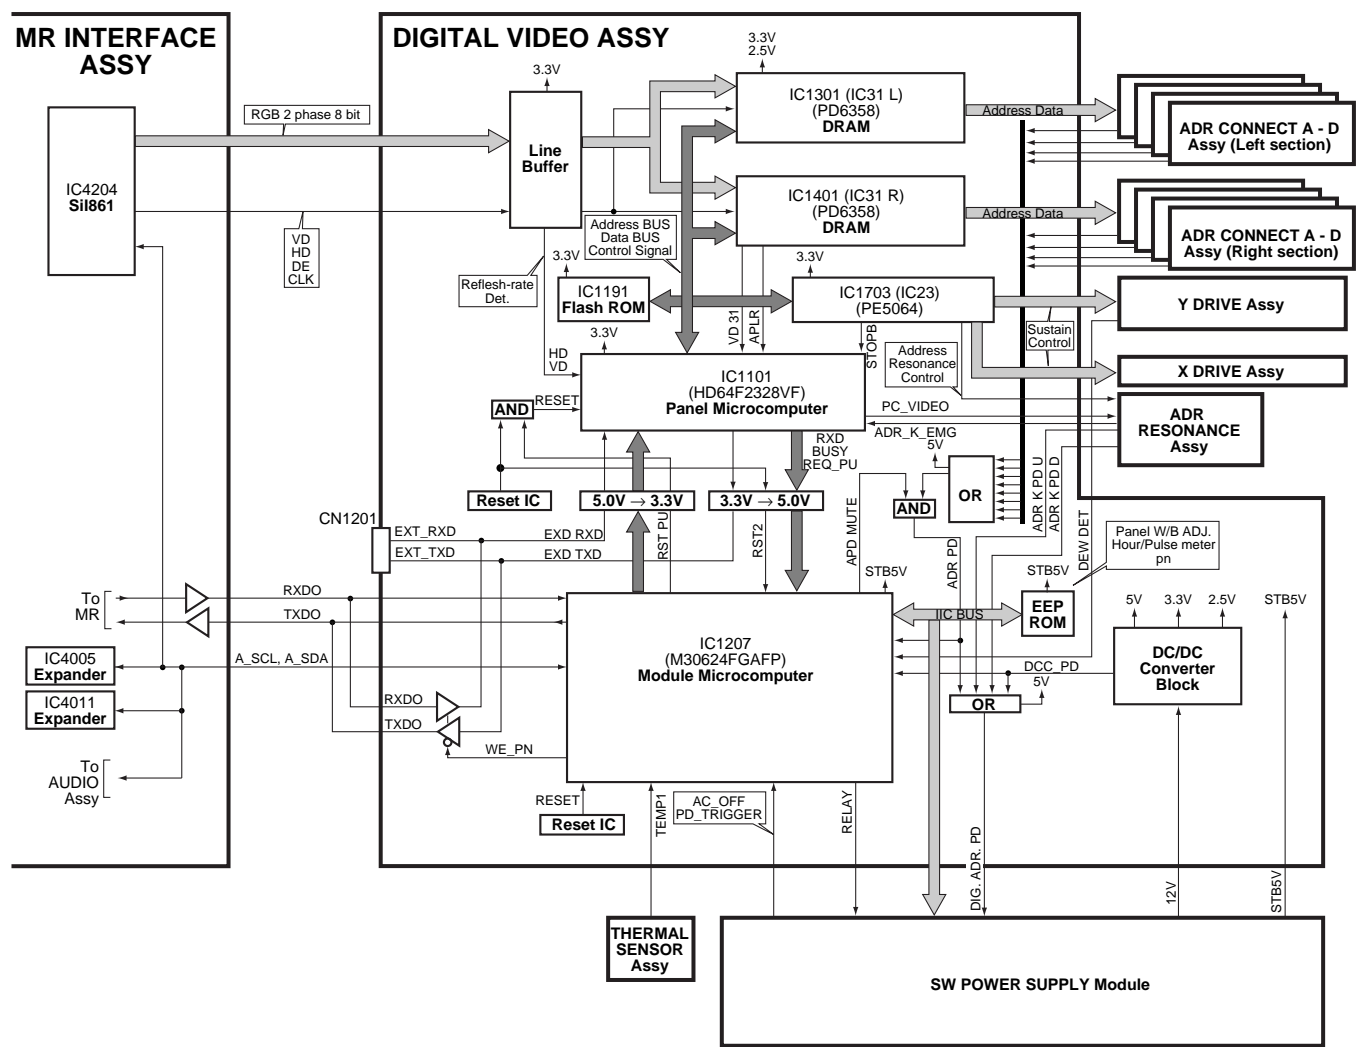 MR INTERFACE
ASSY
DIGITAL VIDEO ASSY
IC4204
SiI861
RGB 2 phase 8 bit
VD
HD
DE
CLK
3.3V
Line
Buffer
3.3V
2.5V
IC1301 (IC31 L)
(PD6358)
DRAM
IC1401 (IC31 R)
(PD6358)
DRAM
Address Data
ADR CONNECT A - D
Assy (Left section)
Address Data
ADR CONNECT A - D
Assy (Right section)
Address BUS
Data BUS
Control Signal
Reflesh-rate
Det.
3.3V
IC1191
Flash ROM
3.3V
IC1703 (IC23)
(PE5064)
Y DRIVE Assy
Sustain
Control
X DRIVE Assy
VD 31
APLR
STOPB
Address
Resonance
Control
HD
VD
3.3V
IC1101
(HD64F2328VF)
Panel Microcomputer
AND
RESET
PC_VIDEO
ADR_K_EMG
ADR
RESONANCE
Assy
RXD
BUSY
REQ_PU
5V
OR
AND
Reset IC
5.0V → 3.3V
3.3V → 5.0V
ADR K PD U
ADR K PD D
CN1201
EXT_RXD
EXT_TXD
EXD RXD
EXD TXD
RST PU
RST2
APD MUTE
ADR PD
DEW DET
Panel W/B ADJ.
Hour/Pulse meter
pn
STB5V
STB5V
To
MR
RXDO
TXDO
IIC BUS
EEP
ROM
5V
3.3V
2.5V
STB5V
IC1207
(M30624FGAFP)
Module Microcomputer
DC/DC
Converter
Block
DCC_PD
5V
OR
IC4005
Expander
A_SCL, A_SDA
IC4011
Expander
RXDO
TXDO
WE_PN
To
AUDIO
Assy
RESET
Reset IC
TEMP1
AC_OFF
PD_TRIGGER
RELAY
DIG. ADR. PD
12V
STB5V
THERMAL
SENSOR
Assy
SW POWER SUPPLY Module